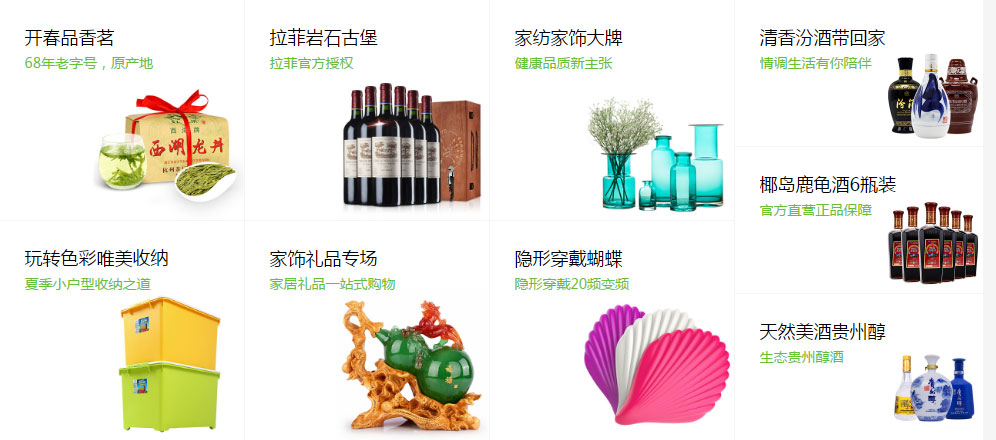 开春品香茗
68年老字号，原产地
西湖龙井
拉菲岩石古堡
拉菲官方授权
家纺家饰大牌
健康品质新主张
清香汾酒带回家
情调生活有你陪伴
椰岛鹿龟酒6瓶装
官方直营正品保障
玩转色彩唯美收纳
夏季小户型收纳之道
家饰礼品专场
家居礼品一站式购物
隐形穿戴蝴蝶
隐形穿戴20频变频
天然美酒贵州醇
生态贵州醇酒